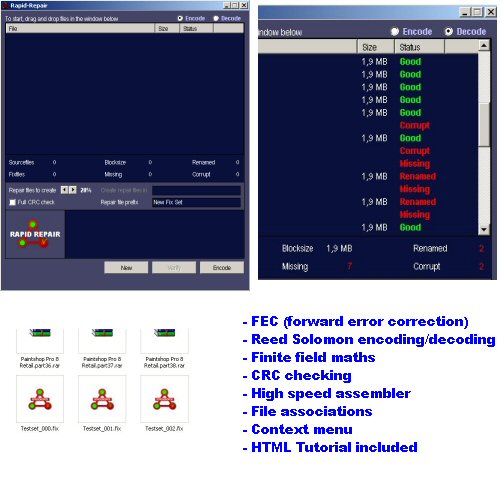 Rapid-Repair
To start, drag and drop files in the window below
Encode Decode
File Size Status
Sourcefiles 0 Blocksize 0 Renamed 0
Fixfiles 0 Missing 0 Corrupt 0
Repair files to create 20% Create repair files in
Full CRC check Repair file prefix New Fix Set
RAPID REPAIR
New Verify Encode
indow below Encode Decode
Size Status
1,9 MB Good
1,9 MB Good
1,9 MB Good
1,9 MB Good
1,9 MB Good
Corrupt
1,9 MB Good
Corrupt
Missing
1,9 MB Renamed
Missing
1,9 MB Renamed
Missing
1,9 MB Good
Blocksize 1,9 MB Renamed 2
Missing 7 Corrupt 2
Paintshop Pro 8 Retail.part36.rar
Paintshop Pro 8 Retail.part37.rar
Paintshop Pro 8 Retail.part38.rar
Testset_000.fix
Testset_001.fix
Testset_002.fix
- FEC (forward error correction)
- Reed Solomon encoding/decoding
- Finite field maths
- CRC checking
- High speed assembler
- File associations
- Context menu
- HTML Tutorial included